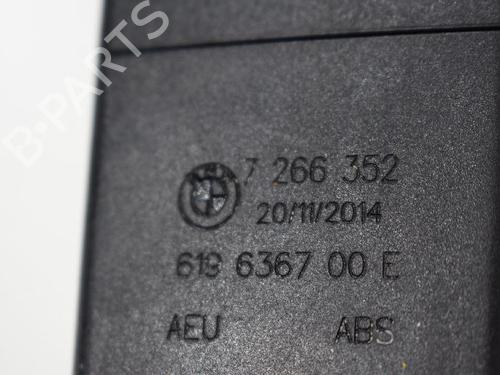 B-PARTS
7 266 352
20/11/2014
619 6367 00 E
AEU ABS